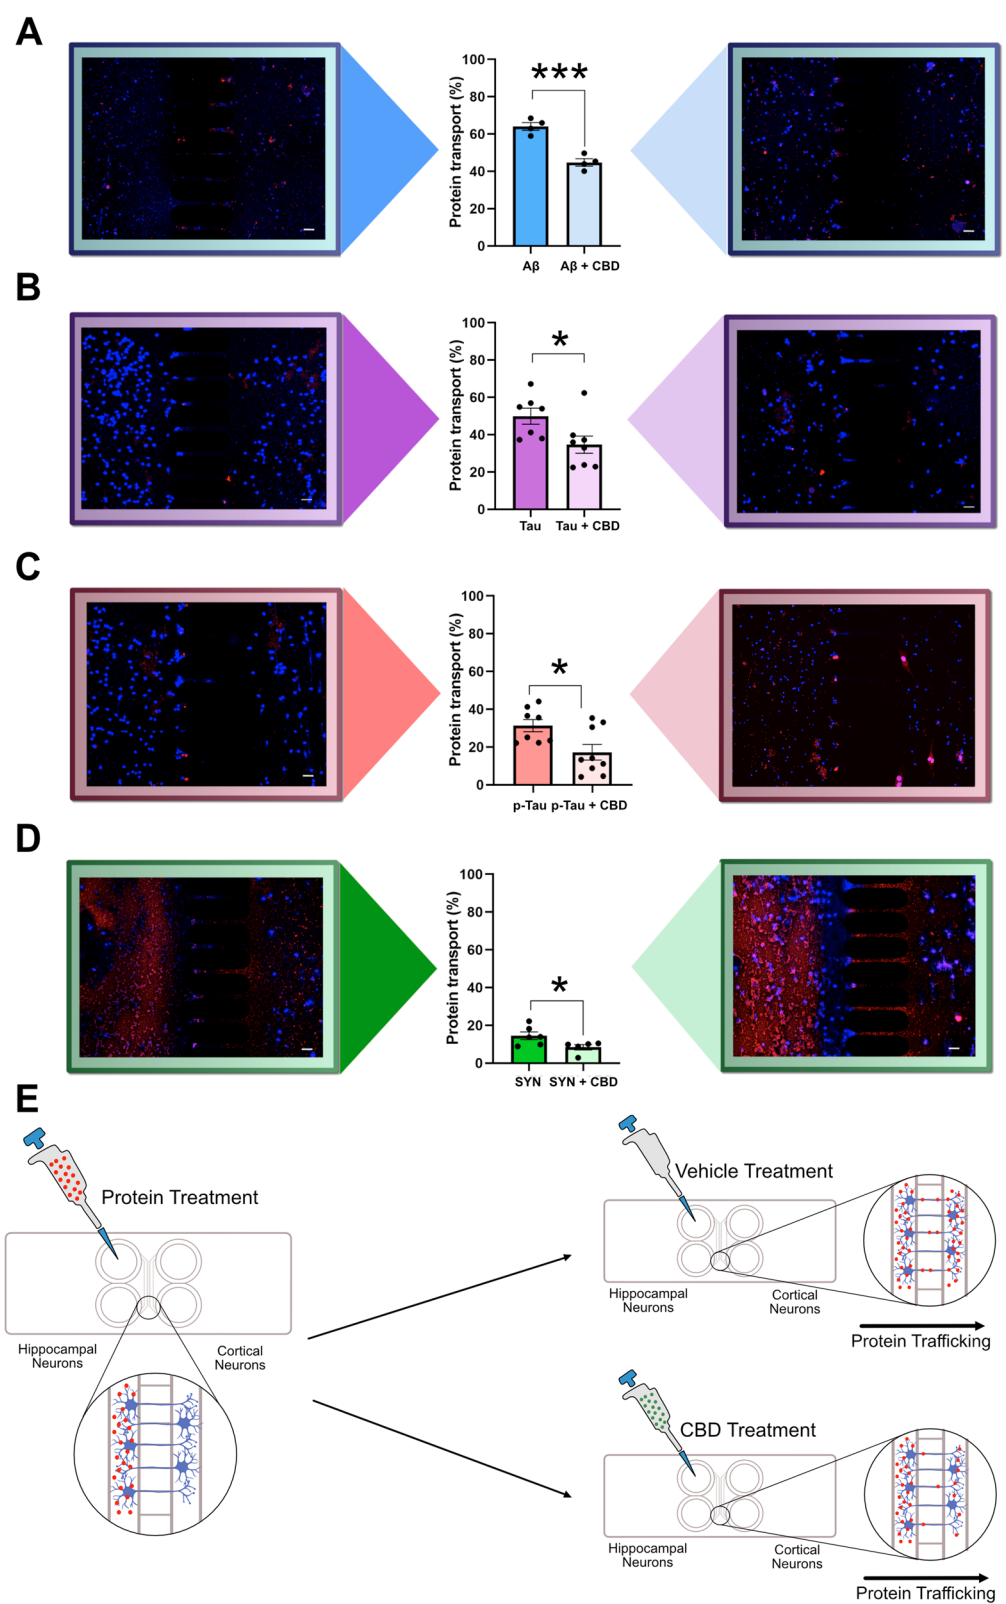 A
Protein transport (%)
100
80
60
40
20
0
***
Aβ
Aβ + CBD
B
Protein transport (%)
100
80
60
40
20
0
*
Tau
Tau + CBD
C
Protein transport (%)
100
80
60
40
20
0
*
p-Tau
p-Tau + CBD
D
Protein transport (%)
100
80
60
40
20
0
*
SYN
SYN + CBD
E
Protein Treatment
Hippocampal
Neurons
Cortical
Neurons
Vehicle Treatment
Hippocampal
Neurons
Cortical
Neurons
Protein Trafficking
CBD Treatment
Hippocampal
Neurons
Cortical
Neurons
Protein Trafficking